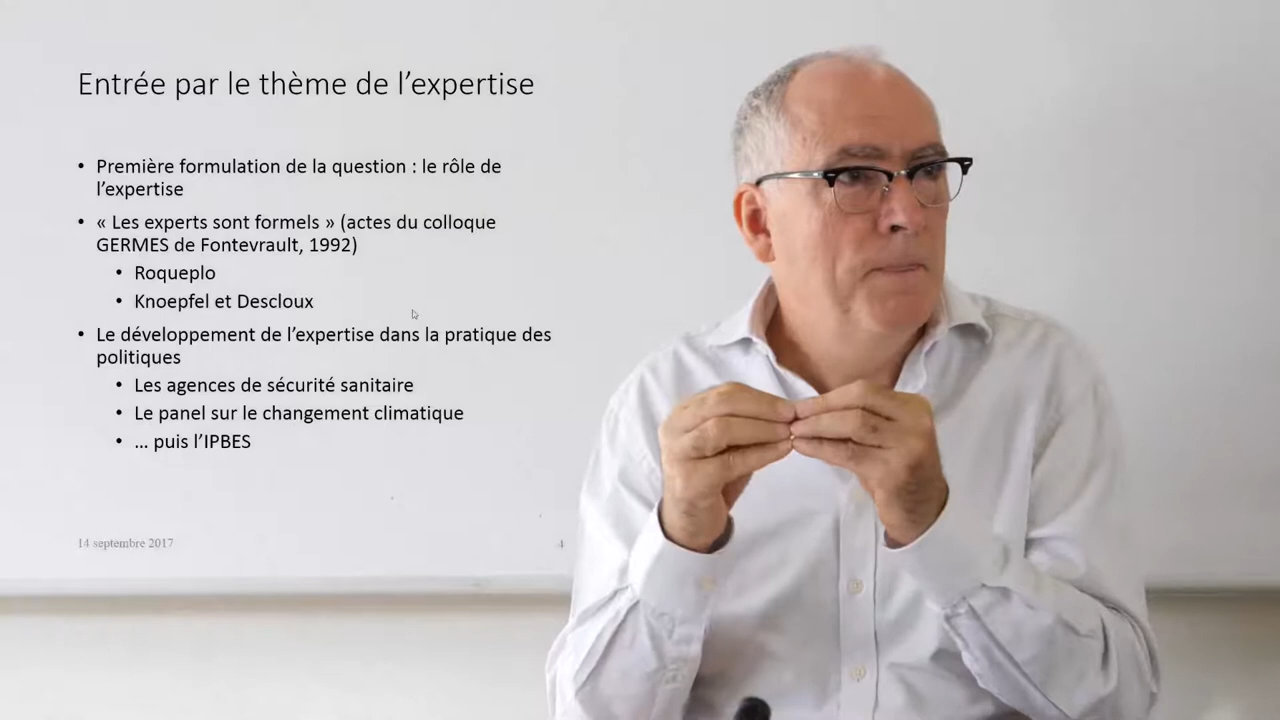 Entrée par le thème de l’expertise
• Première formulation de la question : le rôle de
l’expertise
• « Les experts sont formels » (actes du colloque
GERMES de Fontevrault, 1992)
• Roqueplo
• Knoepfel et Descloux
• Le développement de l’expertise dans la pratique des
politiques
• Les agences de sécurité sanitaire
• Le panel sur le changement climatique
• … puis l’IPBES
14 septembre 2017
4